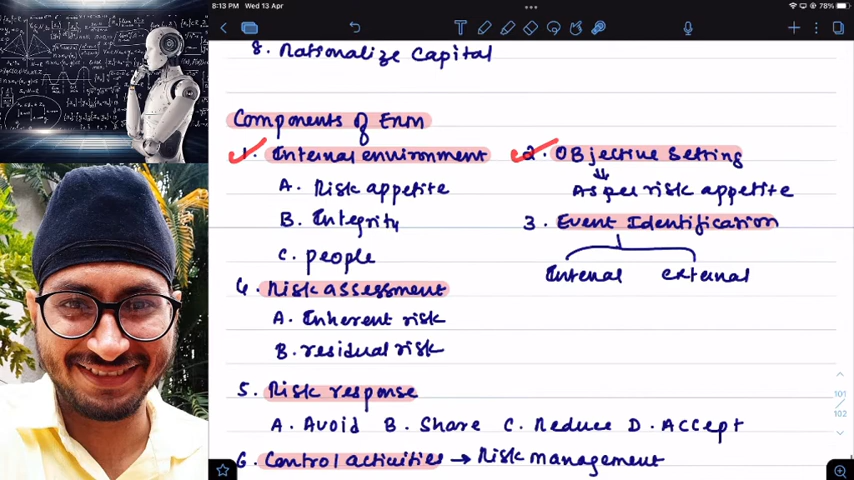 8:13 PM Wed 13 Apr
78%
8. Rationalize Capital
Components of ERM
1. Internal environment
A. Risk appetite
B. Integrity
C. people
2. Objective Setting
As per risk appetite
3. Event Identification
Internal external
4. Risk assessment
A. Inherent risk
B. residual risk
5. Risk response
A. Avoid B. Share C. Reduce D. Accept
6. Control activities → Risk management
101
/
102